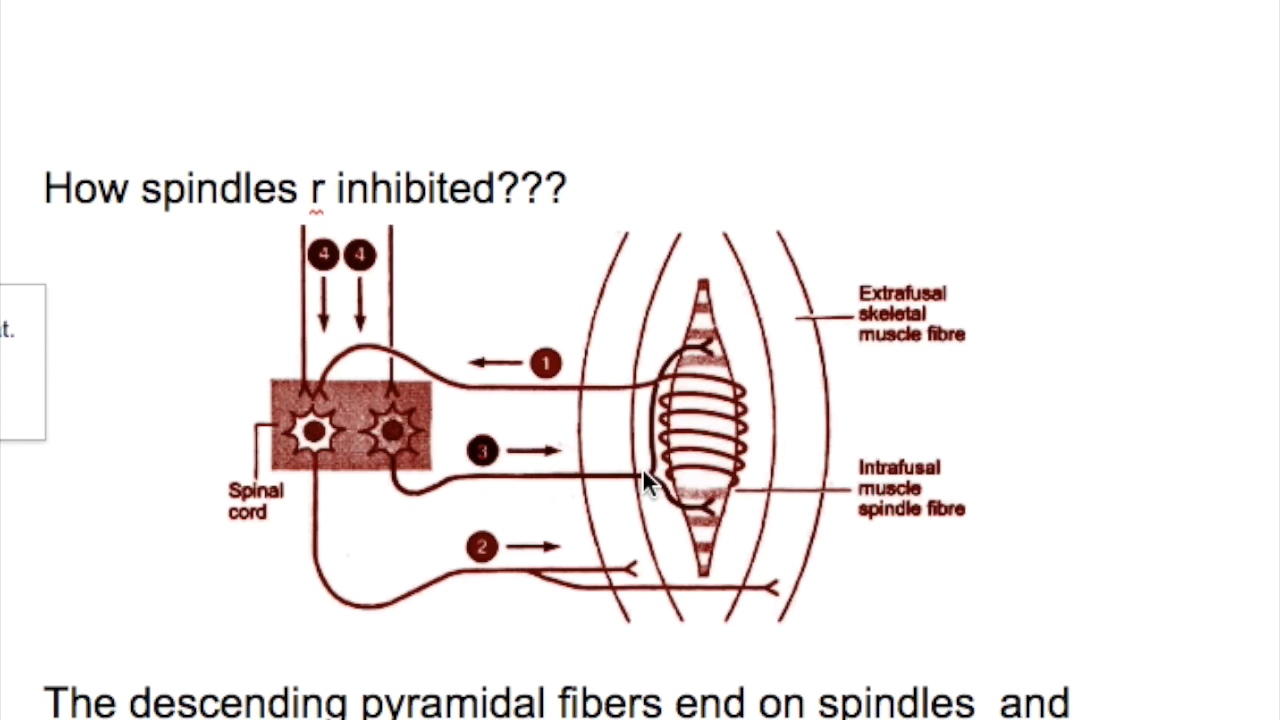 How spindles r inhibited???
4 4
Extrafusal
skeletal
muscle fibre
t.
1
3
Intrafusal
muscle
spindle fibre
Spinal
cord
2
The descending pyramidal fibers end on spindles and